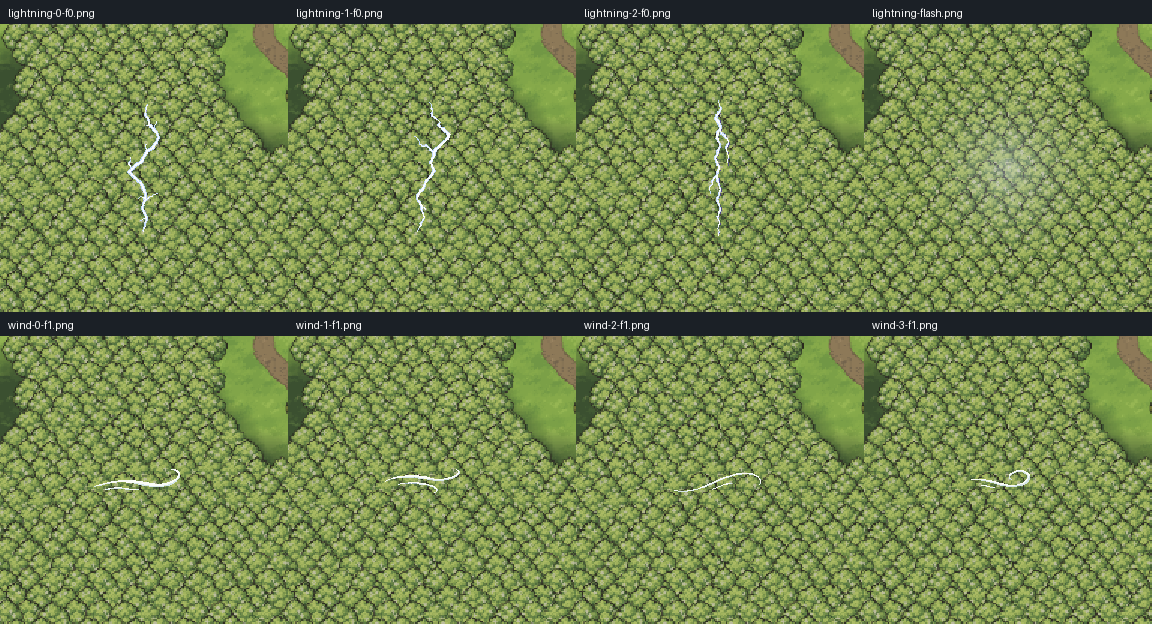 lightning-0-f0.png
lightning-1-f0.png
lightning-2-f0.png
lightning-flash.png
wind-0-f1.png
wind-1-f1.png
wind-2-f1.png
wind-3-f1.png